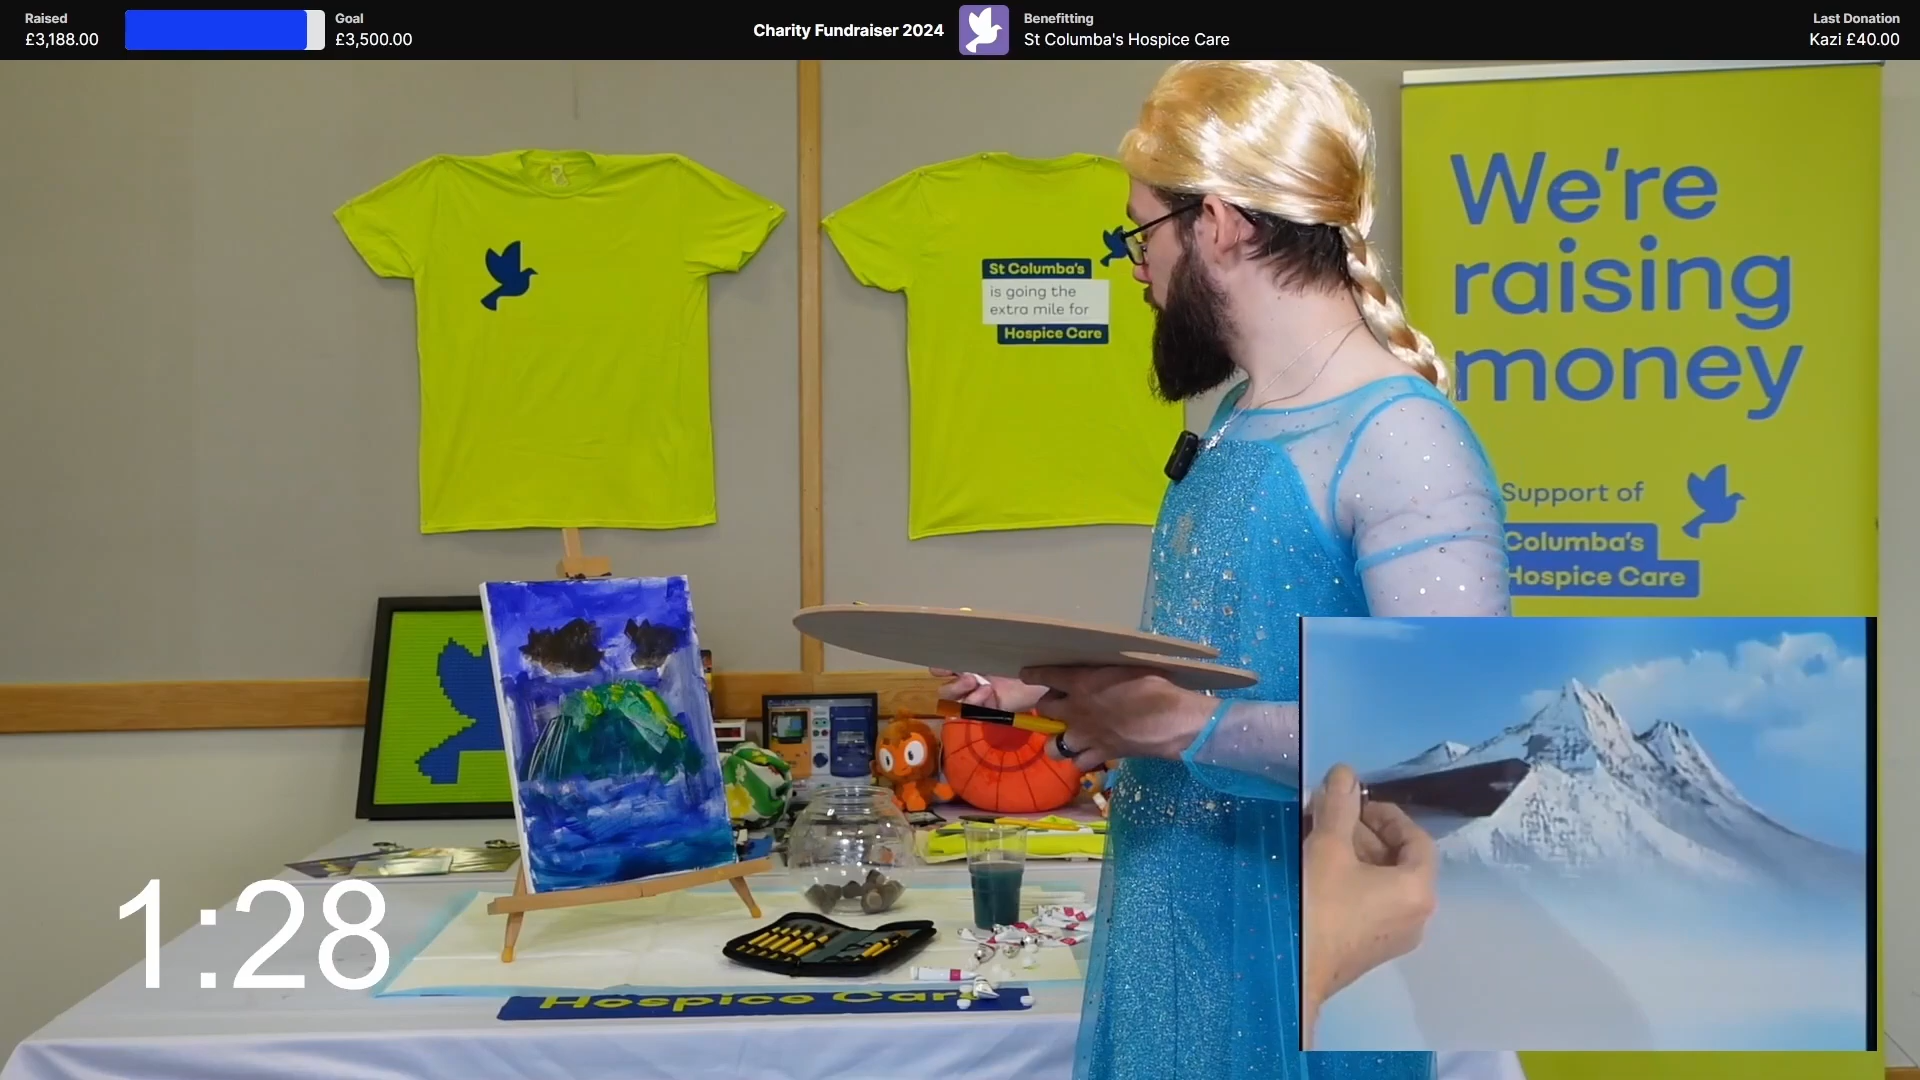 Raised
£3,188.00
Goal
£3,500.00
Charity Fundraiser 2024
Benefitting
St Columba's Hospice Care
Last Donation
Kazi £40.00
St Columba's
is going the
extra mile for
Hospice Care
We're
raising
money
Support of
Columba's
Hospice Care
1:28
Hospice Care